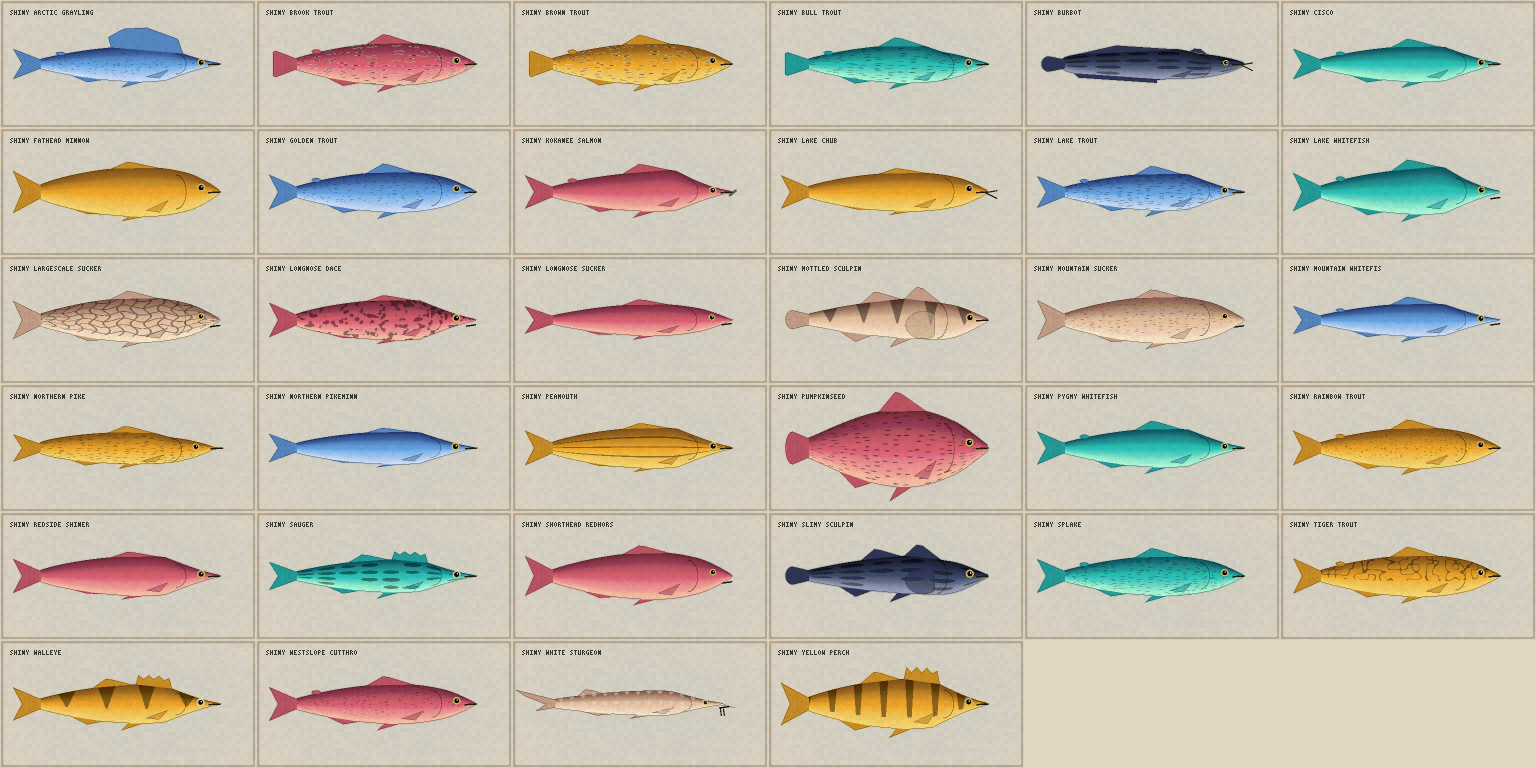 SHINY ARCTIC GRAYLING
SHINY BROOK TROUT
SHINY BROWN TROUT
SHINY BULL TROUT
SHINY BURBOT
SHINY CISCO
SHINY FATHEAD MINNOW
SHINY GOLDEN TROUT
SHINY KOKANEE SALMON
SHINY LAKE CHUB
SHINY LAKE TROUT
SHINY LAKE WHITEFISH
SHINY LARGESCALE SUCKER
SHINY LONGNOSE DACE
SHINY LONGNOSE SUCKER
SHINY MOTTLED SCULPIN
SHINY MOUNTAIN SUCKER
SHINY MOUNTAIN WHITEFIS
SHINY NORTHERN PIKE
SHINY NORTHERN PIKEMINN
SHINY PEAMOUTH
SHINY PUMPKINSEED
SHINY PYGMY WHITEFISH
SHINY RAINBOW TROUT
SHINY REDSIDE SHINER
SHINY SAUGER
SHINY SHORTHEAD REDHORS
SHINY SLIMY SCULPIN
SHINY SPLAKE
SHINY TIGER TROUT
SHINY WALLEYE
SHINY WESTSLOPE CUTTHRO
SHINY WHITE STURGEON
SHINY YELLOW PERCH